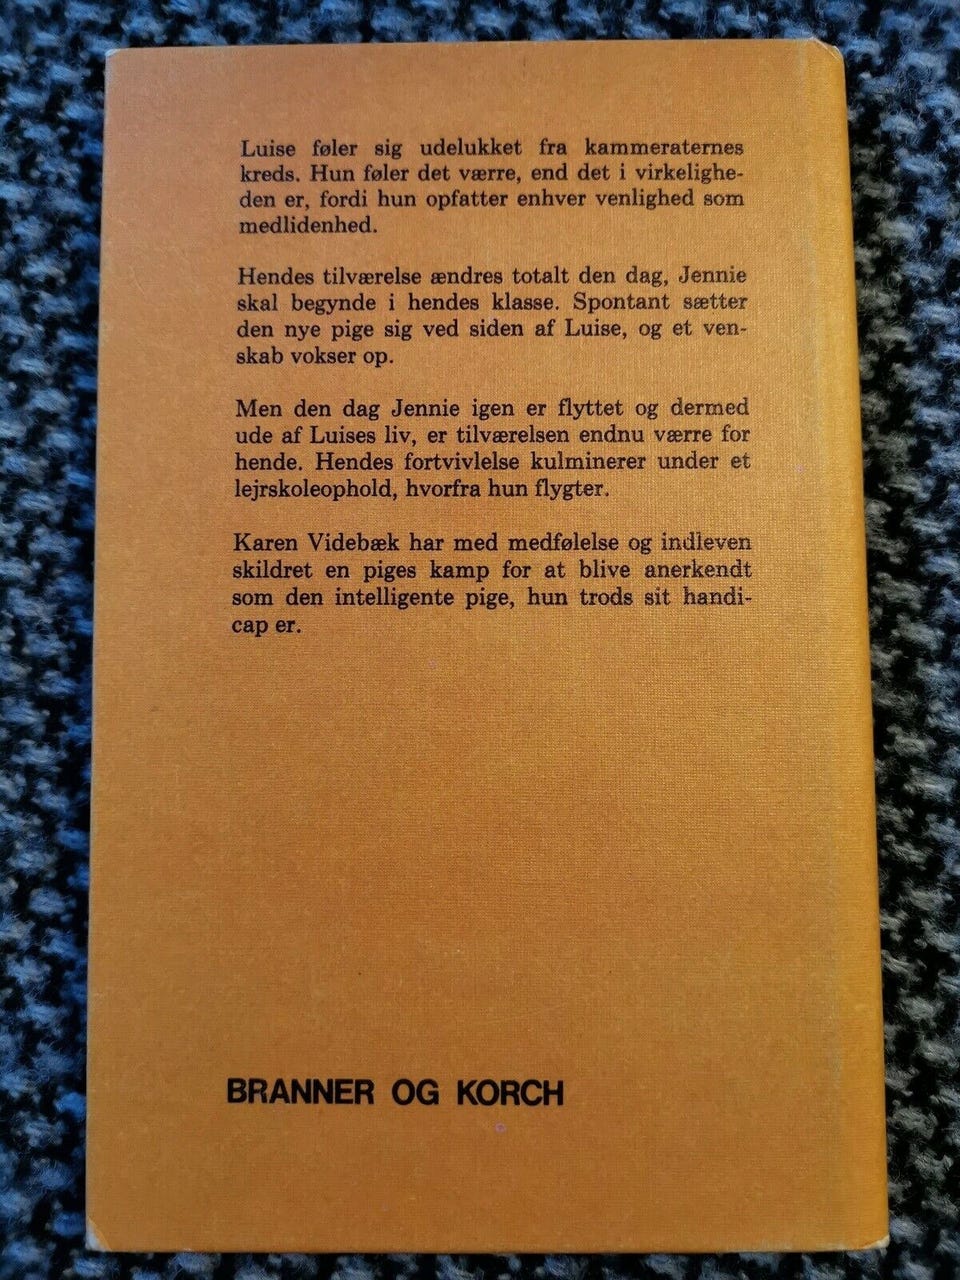 Luise føler sig udelukket fra kammeraternes
kreds. Hun føler det værre, end det i virkelighe-
den er, fordi hun opfatter enhver venlighed som
medlidenhed.
Hendes tilværelse ændres totalt den dag, Jennie
skal begynde i hendes klasse. Spontant sætter
den nye pige sig ved siden af Luise, og et ven-
skab vokser op.
Men den dag Jennie igen er flyttet og dermed
ude af Luises liv, er tilværelsen endnu værre for
hende. Hendes fortvivlelse kulminerer under et
lejrskoleophold, hvorfra hun flygter.
Karen Videbæk har med medfølelse og indleven
skildret en piges kamp for at blive anerkendt
som den intelligente pige, hun trods sit handi-
cap er.
BRANNER OG KORCH